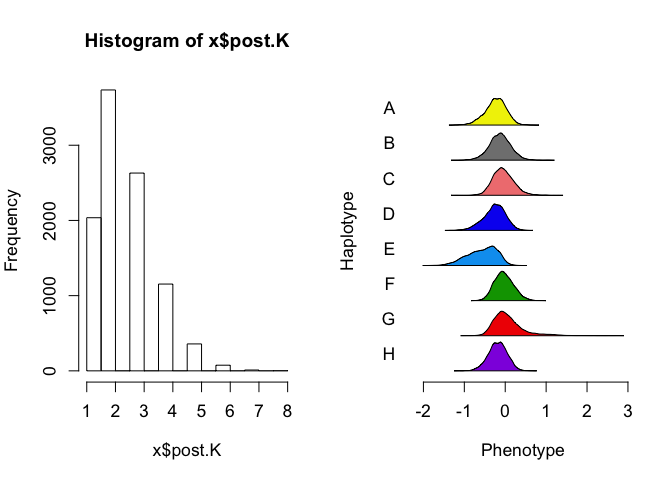 Histogram of x$post.K
Frequency
0
1000
2000
3000
1 2 3 4 5 6 7 8
x$post.K
Haplotype
A
B
C
D
E
F
G
H
-2 -1 0 1 2 3
Phenotype